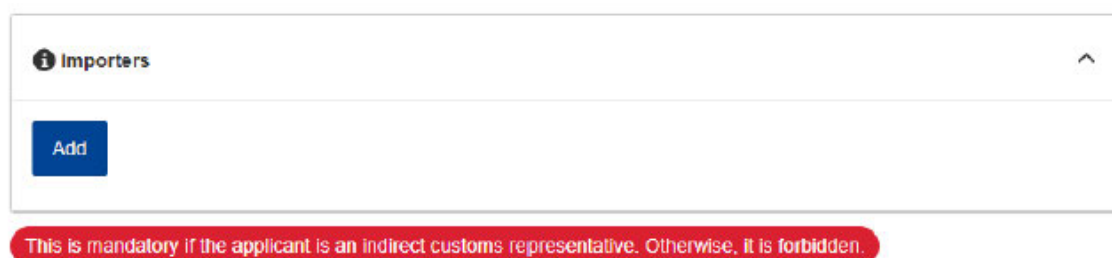 Importers
Add
This is mandatory if the applicant is an indirect customs representative. Otherwise, it is forbidden.